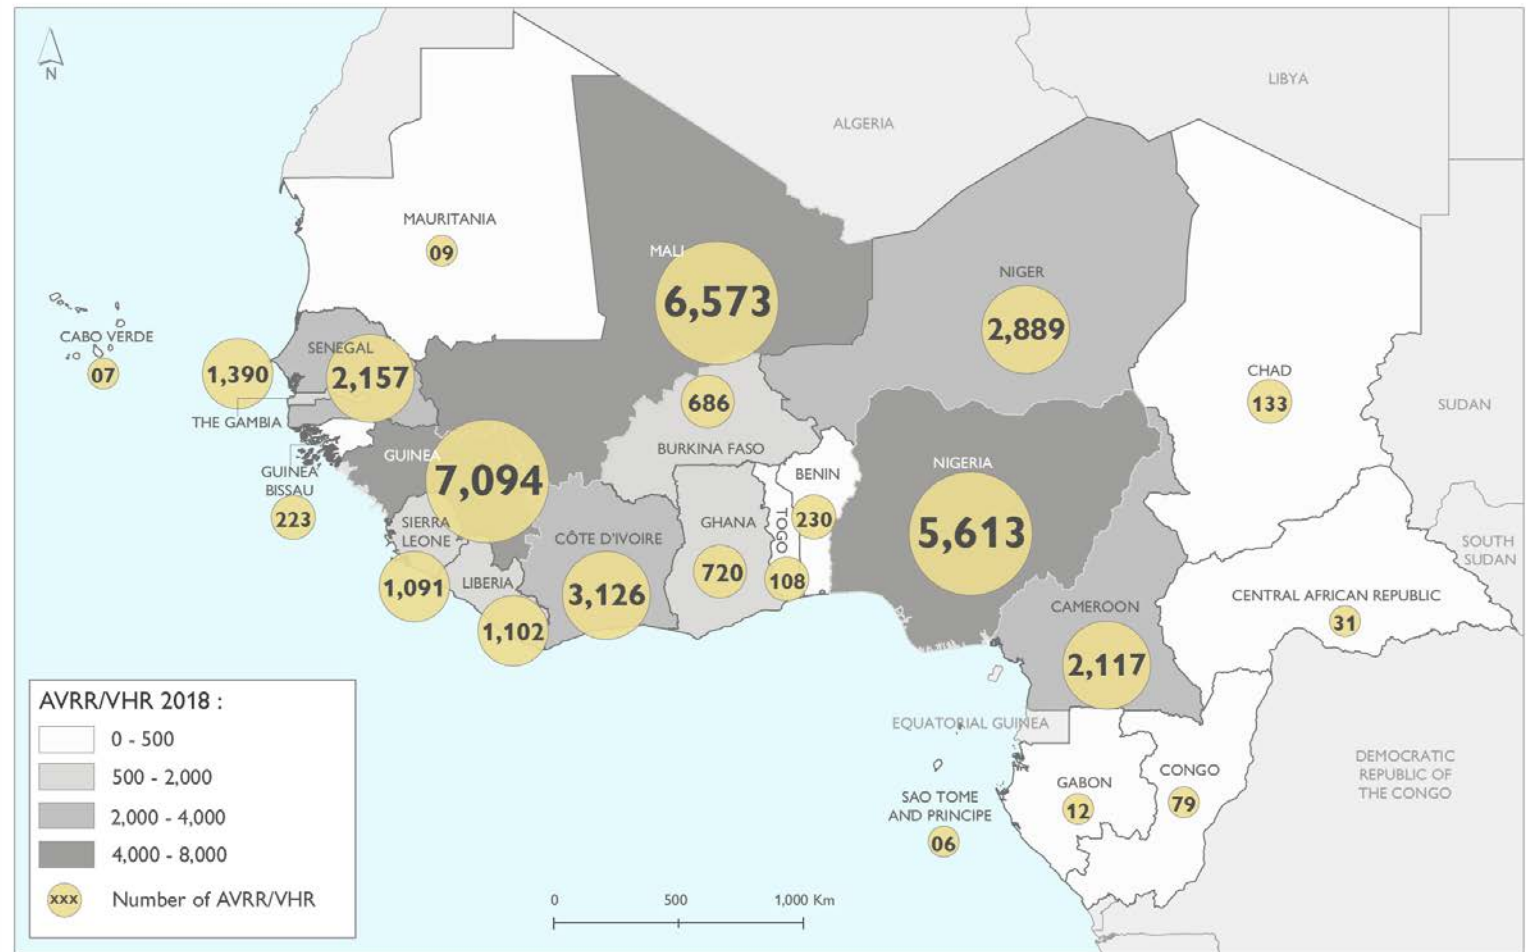 N
LIBYA
ALGERIA
MAURITANIA
09
MALI
6,573
NIGER
2,889
CABO VERDE
07
1,390
SENEGAL
2,157
THE GAMBIA
CHAD
133
SUDAN
686
BURKINA FASO
GUINEA
7,094
GUINEA
BISSAU
223
BENIN
230
NIGERIA
5,613
SIERRA
LEONE
1,091
CÔTE D'IVOIRE
3,126
GHANA
720
TOGO
108
LIBERIA
1,102
SOUTH
SUDAN
CENTRAL AFRICAN REPUBLIC
31
CAMEROON
2,117
EQUATORIAL GUINEA
GABON
12
CONGO
79
DEMOCRATIC
REPUBLIC OF
THE CONGO
SAO TOME
AND PRINCIPE
06
AVRR/VHR 2018 :
0 - 500
500 - 2,000
2,000 - 4,000
4,000 - 8,000
xxx Number of AVRR/VHR
0 500 1,000 Km